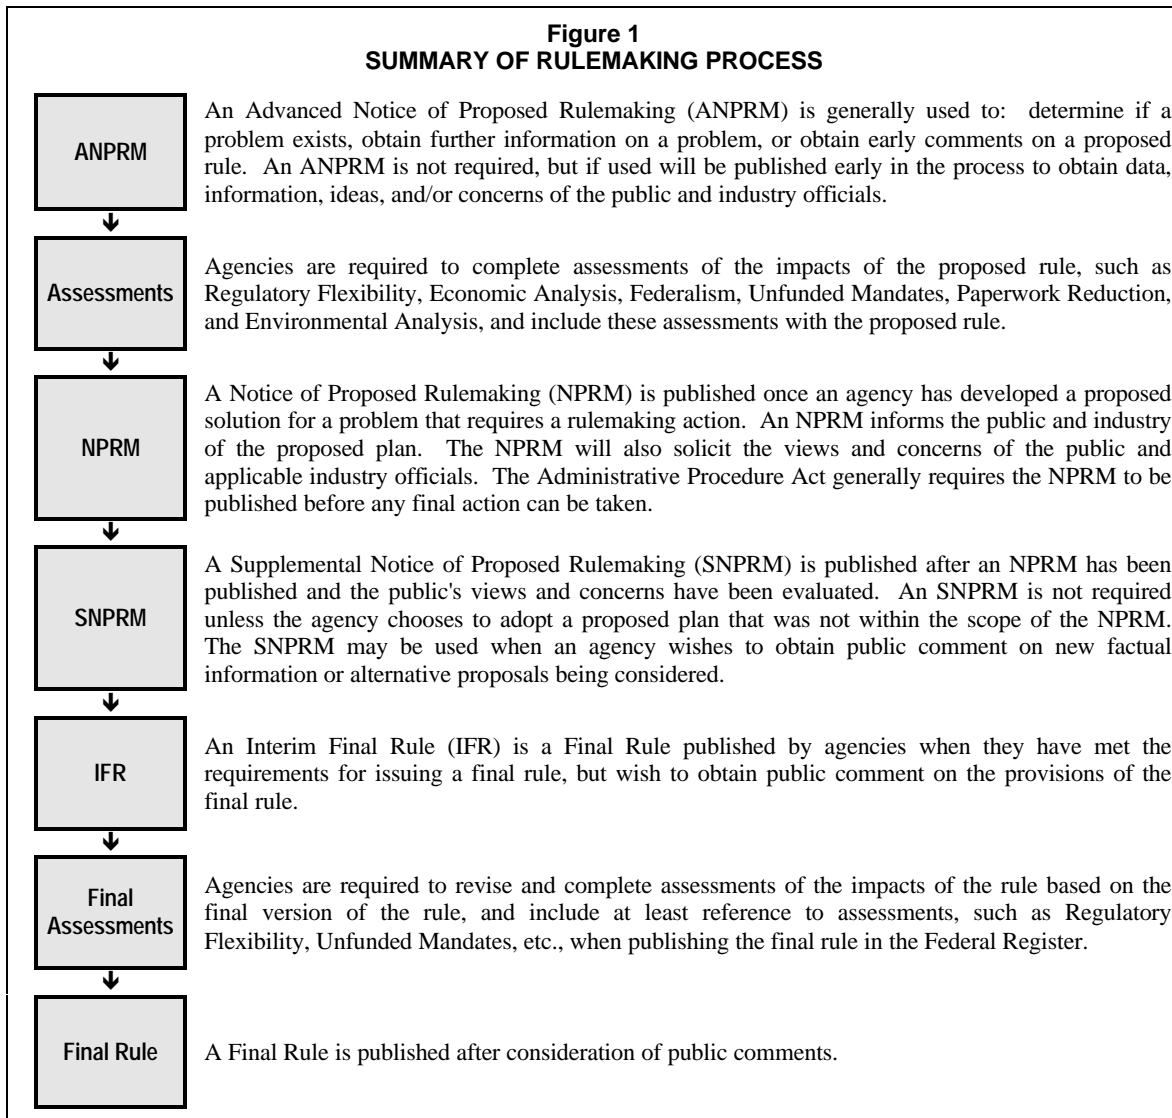 Figure 1
SUMMARY OF RULEMAKING PROCESS
ANPRM
An Advanced Notice of Proposed Rulemaking (ANPRM) is generally used to: determine if a
problem exists, obtain further information on a problem, or obtain early comments on a proposed
rule. An ANPRM is not required, but if used will be published early in the process to obtain data,
information, ideas, and/or concerns of the public and industry officials.
Assessments
Agencies are required to complete assessments of the impacts of the proposed rule, such as
Regulatory Flexibility, Economic Analysis, Federalism, Unfunded Mandates, Paperwork Reduction,
and Environmental Analysis, and include these assessments with the proposed rule.
NPRM
A Notice of Proposed Rulemaking (NPRM) is published once an agency has developed a proposed
solution for a problem that requires a rulemaking action. An NPRM informs the public and industry
of the proposed plan. The NPRM will also solicit the views and concerns of the public and
applicable industry officials. The Administrative Procedure Act generally requires the NPRM to be
published before any final action can be taken.
SNPRM
A Supplemental Notice of Proposed Rulemaking (SNPRM) is published after an NPRM has been
published and the public's views and concerns have been evaluated. An SNPRM is not required
unless the agency chooses to adopt a proposed plan that was not within the scope of the NPRM.
The SNPRM may be used when an agency wishes to obtain public comment on new factual
information or alternative proposals being considered.
IFR
An Interim Final Rule (IFR) is a Final Rule published by agencies when they have met the
requirements for issuing a final rule, but wish to obtain public comment on the provisions of the
final rule.
Final
Assessments
Agencies are required to revise and complete assessments of the impacts of the rule based on the
final version of the rule, and include at least reference to assessments, such as Regulatory
Flexibility, Unfunded Mandates, etc., when publishing the final rule in the Federal Register.
Final Rule
A Final Rule is published after consideration of public comments.